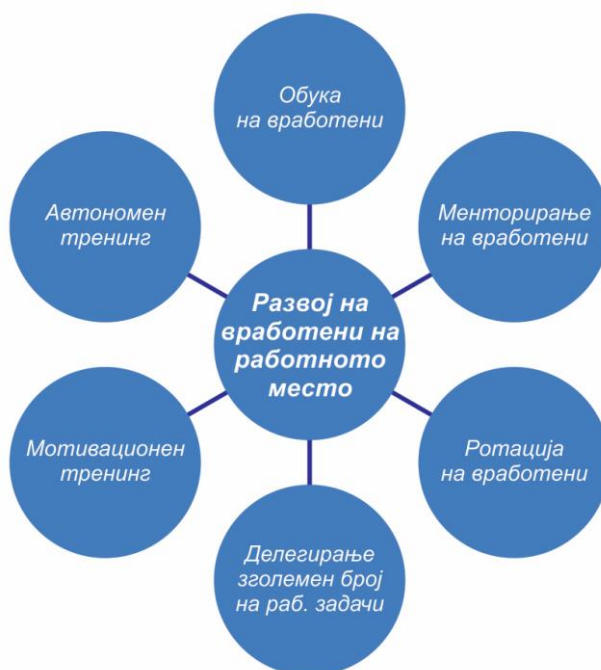 Обука
на вработени
Автономен
тренинг
Менторирање
на вработени
Развој на
вработени на
работното
место
Мотивационен
тренинг
Ротација
на вработени
Делегирање
зголемен број
на раб. задачи